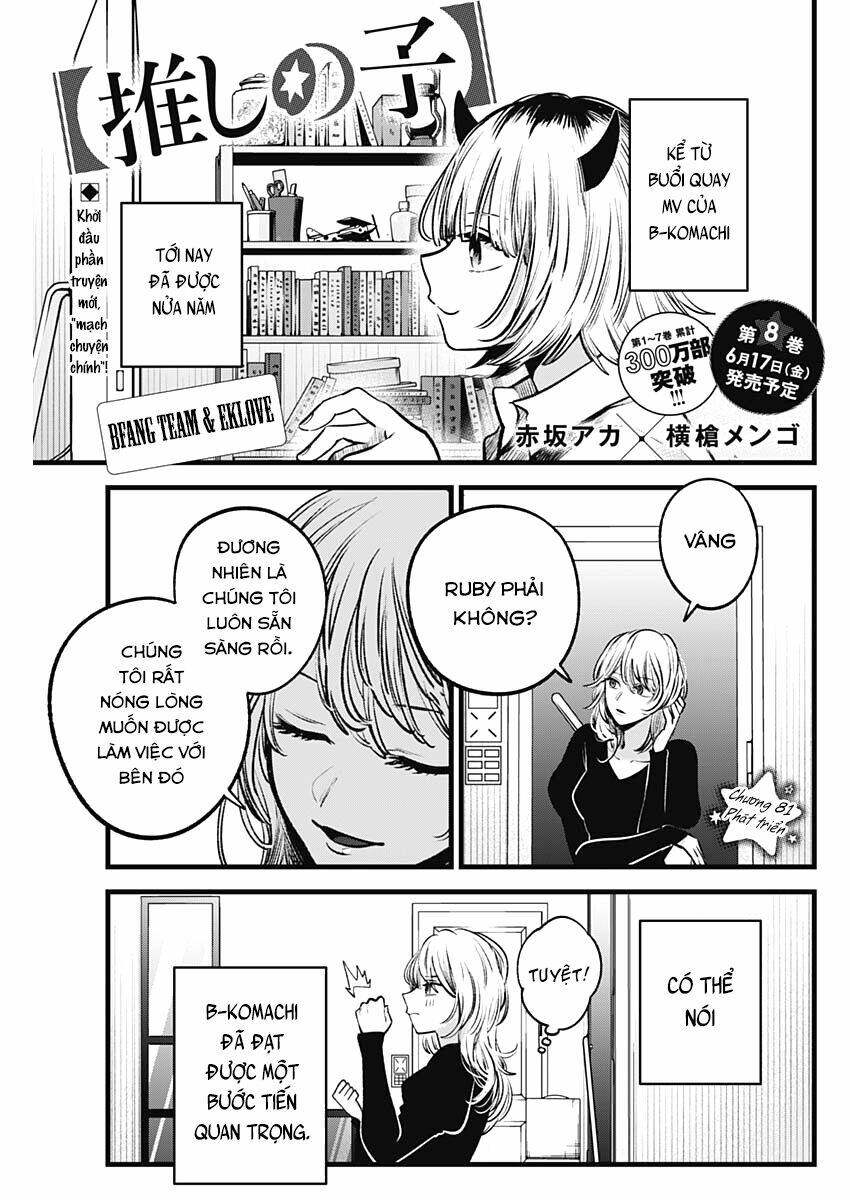 【推しの子】
KỂ TỪ
BUỔI QUAY
MV CỦA
B-KOMACHI
◆
Khởi
đầu
phần
truyện
mới,
"mạch
chuyện
chính"!
TỚI NAY
ĐÃ ĐƯỢC
NỬA NĂM
第1~7巻 累計
300万部
突破
!!!
第8巻
6月17日(金)
発売予定
BFANG TEAM & EKLOVE
赤坂アカ × 横槍メンゴ
VÂNG
RUBY PHẢI
KHÔNG?
ĐƯƠNG
NHIÊN LÀ
CHÚNG TÔI
LUÔN SẴN
SÀNG RỒI.
CHÚNG
TÔI RẤT
NÓNG LÒNG
MUỐN ĐƯỢC
LÀM VIỆC VỚI
BÊN ĐÓ
Chương 81
Phát triển
TUYỆT!
CÓ THỂ
NÓI
B-KOMACHI
ĐÃ ĐẠT
ĐƯỢC MỘT
BƯỚC TIẾN
QUAN TRỌNG.